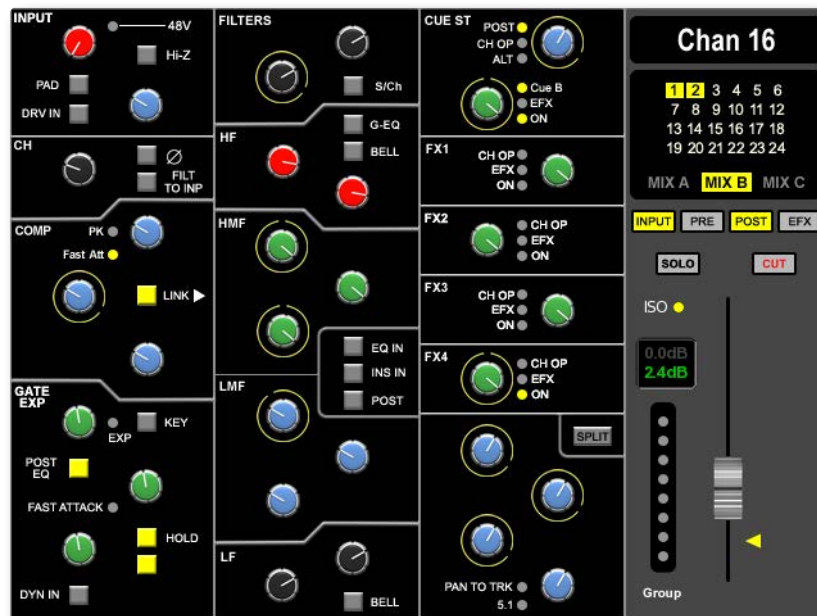 INPUT
48V
Hi-Z
PAD
DRV IN
CH
Ø
FILT
TO INP
COMP
PK
Fast Att
LINK
GATE
EXP
EXP
KEY
POST
EQ
FAST ATTACK
HOLD
DYN IN
FILTERS
S/Ch
G-EQ
HF
BELL
HMF
EQ IN
INS IN
POST
LMF
LF
BELL
CUE ST
POST
CH OP
ALT
Cue B
EFX
ON
FX1
CH OP
EFX
ON
FX2
CH OP
EFX
ON
FX3
CH OP
EFX
ON
FX4
CH OP
EFX
ON
SPLIT
PAN TO TRK
5.1
Chan 16
1 2 3 4 5 6
7 8 9 10 11 12
13 14 15 16 17 18
19 20 21 22 23 24
MIX A MIX B MIX C
INPUT PRE POST EFX
SOLO CUT
ISO
0.0dB
2.4dB
Group